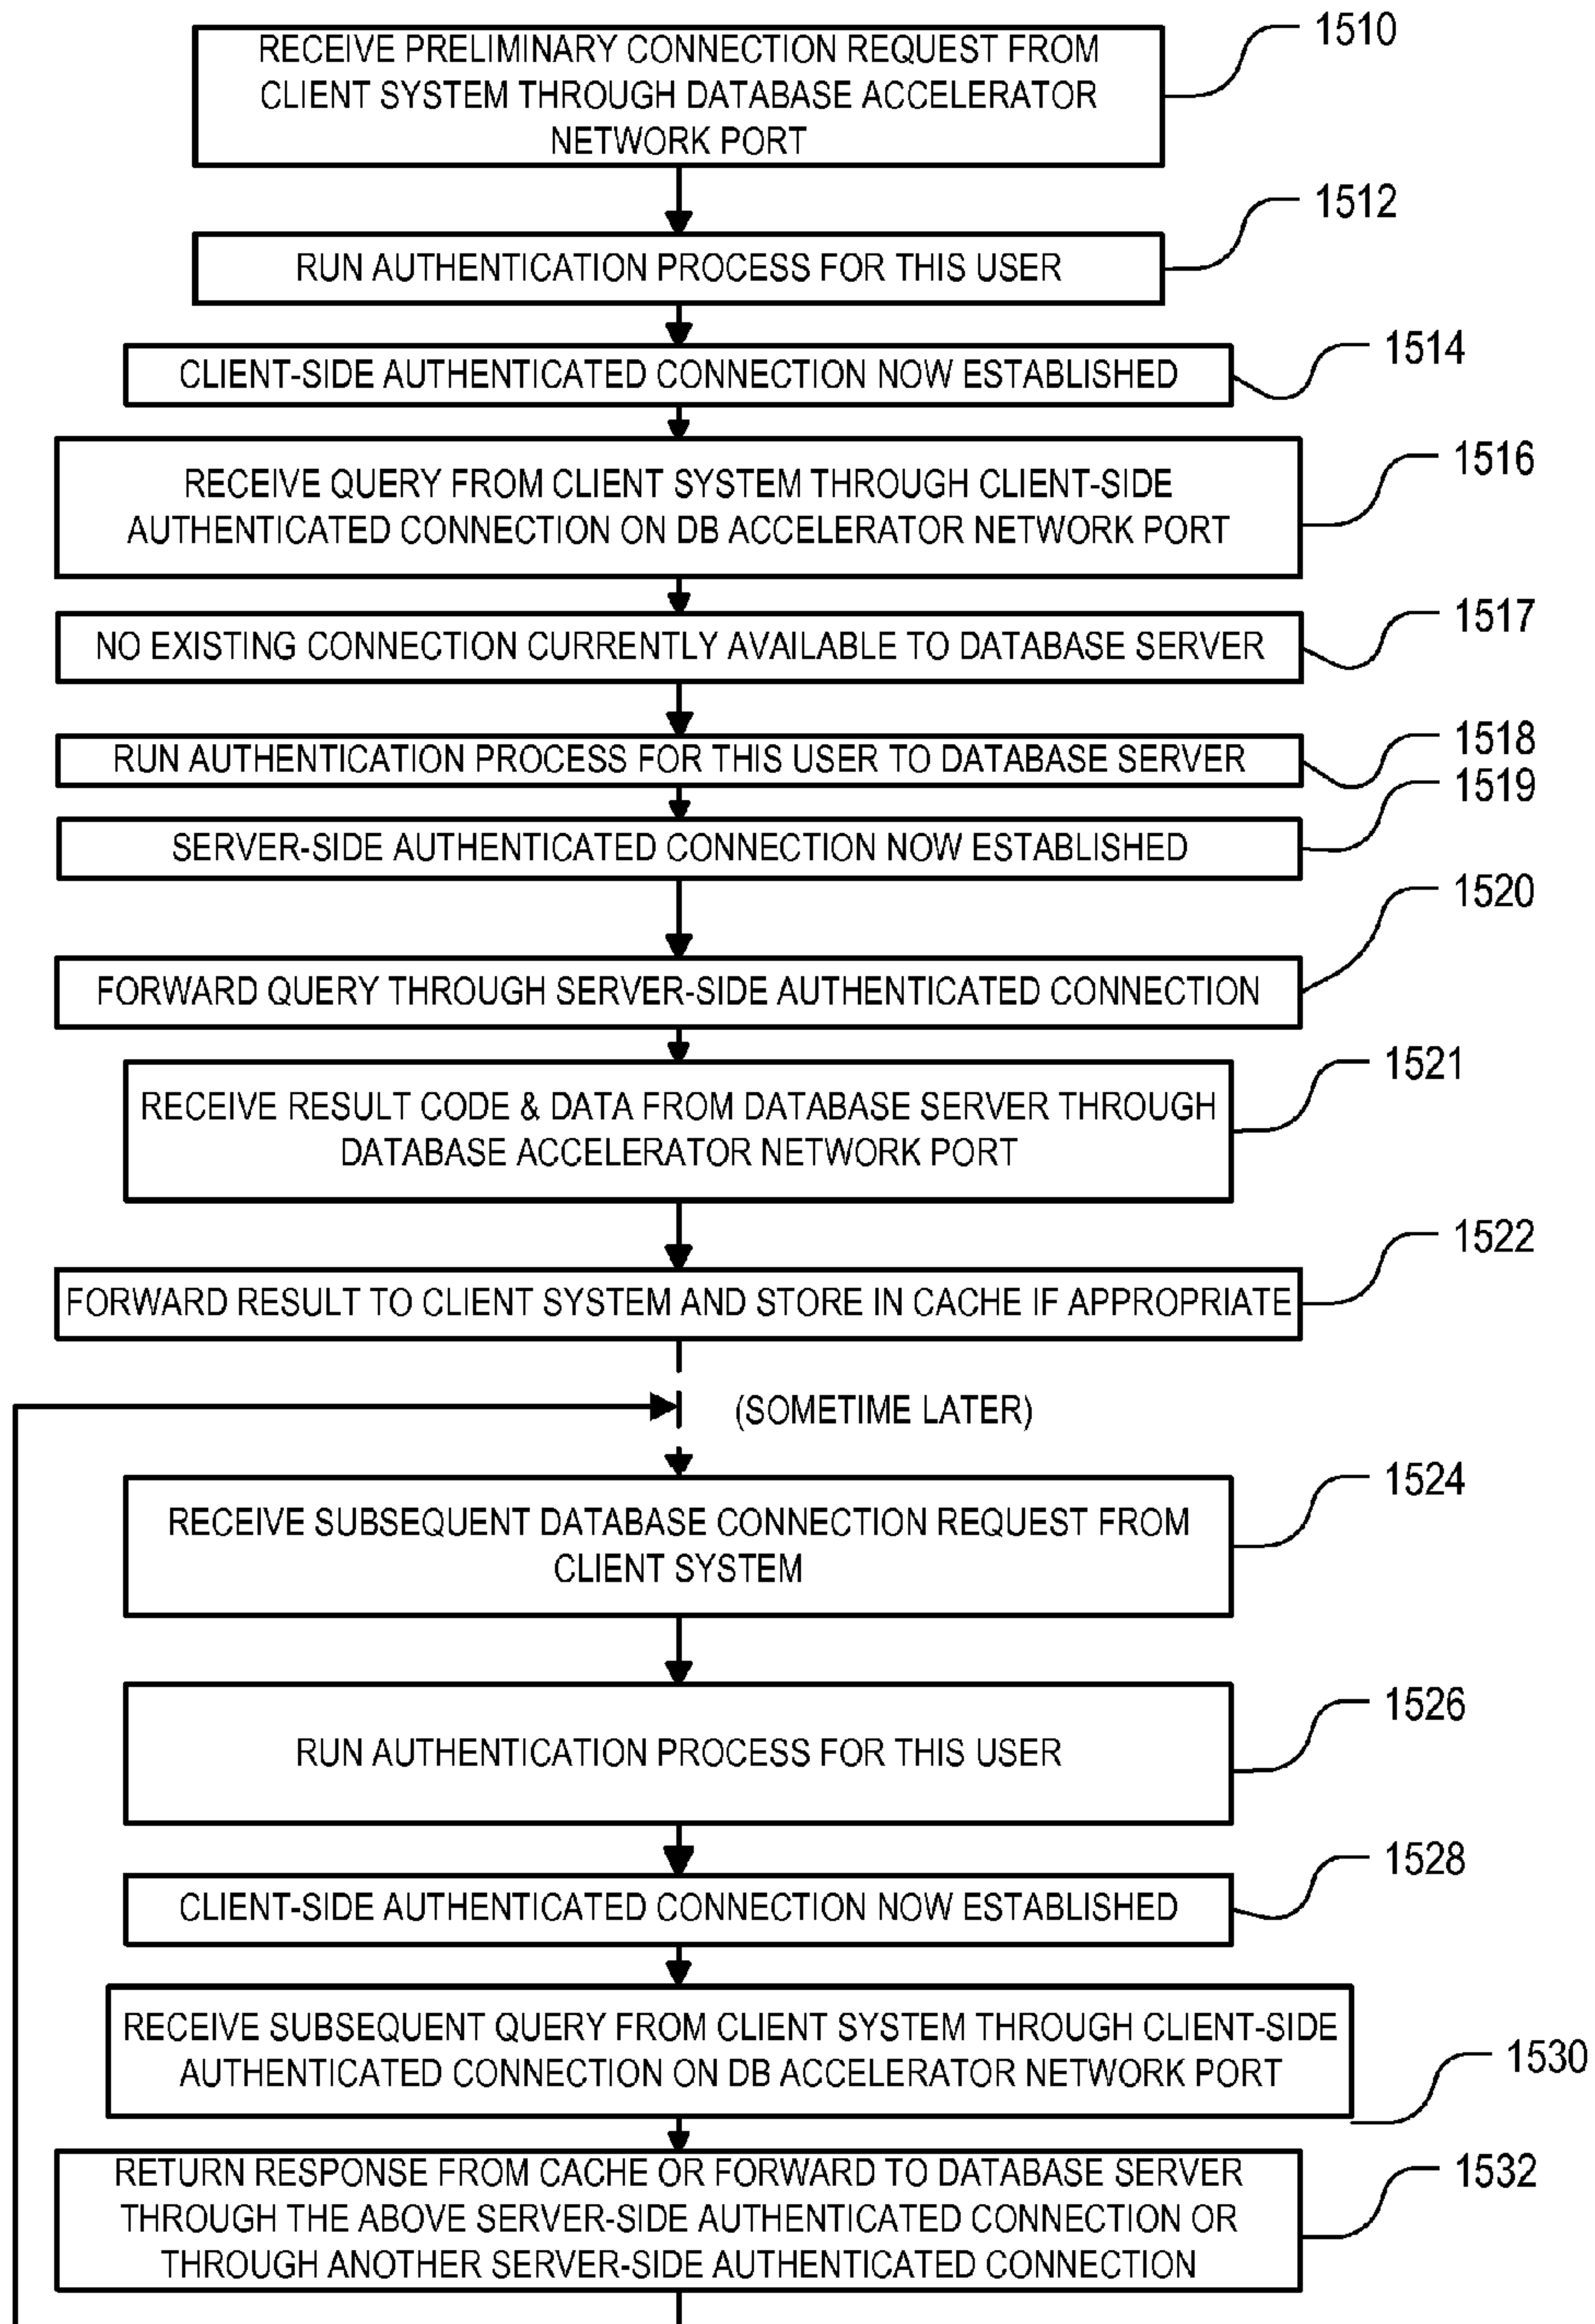 RECEIVE PRELIMINARY CONNECTION REQUEST FROM
CLIENT SYSTEM THROUGH DATABASE ACCELERATOR
NETWORK PORT
1510
RUN AUTHENTICATION PROCESS FOR THIS USER
1512
CLIENT-SIDE AUTHENTICATED CONNECTION NOW ESTABLISHED
1514
RECEIVE QUERY FROM CLIENT SYSTEM THROUGH CLIENT-SIDE
AUTHENTICATED CONNECTION ON DB ACCELERATOR NETWORK PORT
1516
NO EXISTING CONNECTION CURRENTLY AVAILABLE TO DATABASE SERVER
1517
RUN AUTHENTICATION PROCESS FOR THIS USER TO DATABASE SERVER
1518
SERVER-SIDE AUTHENTICATED CONNECTION NOW ESTABLISHED
1519
FORWARD QUERY THROUGH SERVER-SIDE AUTHENTICATED CONNECTION
1520
RECEIVE RESULT CODE & DATA FROM DATABASE SERVER THROUGH
DATABASE ACCELERATOR NETWORK PORT
1521
FORWARD RESULT TO CLIENT SYSTEM AND STORE IN CACHE IF APPROPRIATE
1522
(SOMETIME LATER)
RECEIVE SUBSEQUENT DATABASE CONNECTION REQUEST FROM
CLIENT SYSTEM
1524
RUN AUTHENTICATION PROCESS FOR THIS USER
1526
CLIENT-SIDE AUTHENTICATED CONNECTION NOW ESTABLISHED
1528
RECEIVE SUBSEQUENT QUERY FROM CLIENT SYSTEM THROUGH CLIENT-SIDE
AUTHENTICATED CONNECTION ON DB ACCELERATOR NETWORK PORT
1530
RETURN RESPONSE FROM CACHE OR FORWARD TO DATABASE SERVER
THROUGH THE ABOVE SERVER-SIDE AUTHENTICATED CONNECTION OR
THROUGH ANOTHER SERVER-SIDE AUTHENTICATED CONNECTION
1532